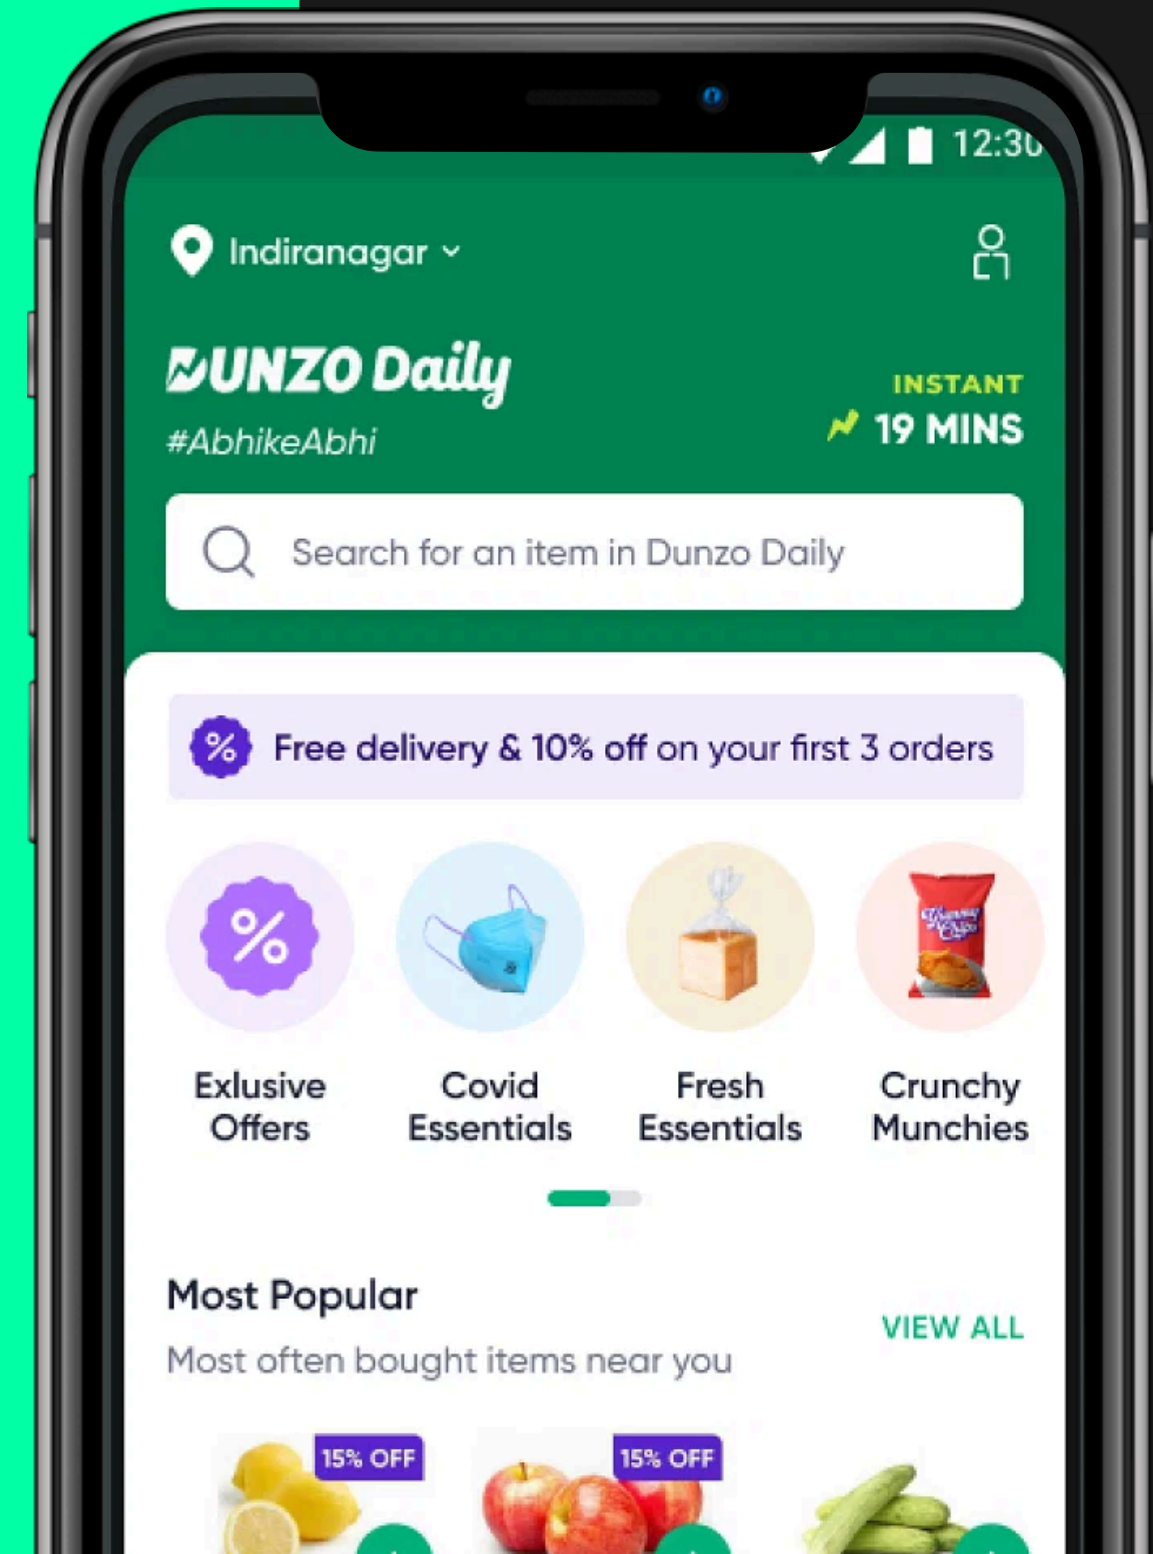 12:30
Indiranagar
DUNZO Daily
#AbhikeAbhi
INSTANT
19 MINS
Search for an item in Dunzo Daily
% Free delivery & 10% off on your first 3 orders
%
Yummy
Chips
Exlusive
Offers
Covid
Essentials
Fresh
Essentials
Crunchy
Munchies
Most Popular
Most often bought items near you
VIEW ALL
15% OFF
15% OFF